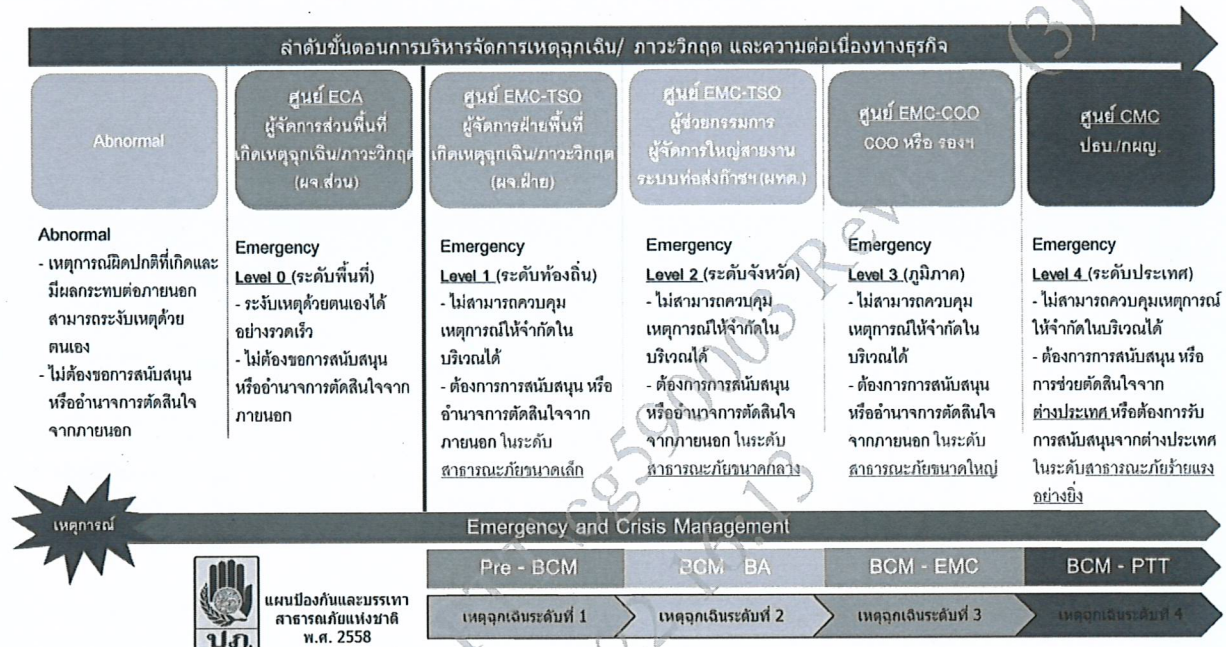 ลำดับขั้นตอนการบริหารจัดการเหตุฉุกเฉิน/ ภาวะวิกฤต และความต่อเนื่องทางธุรกิจ
Abnormal
ศูนย์ ECA
ผู้จัดการส่วนพื้นที่
เกิดเหตุฉุกเฉิน/ภาวะวิกฤต
(ผจ.ส่วน)
ศูนย์ EMC-TSO
ผู้จัดการฝ่ายพื้นที่
เกิดเหตุฉุกเฉิน/ภาวะวิกฤต
(ผจ.ฝ่าย)
ศูนย์ EMC-TSO
ผู้ช่วยกรรมการ
ผู้จัดการใหญ่สายงาน
ระบบท่อส่งก๊าซฯ (ผทต.)
ศูนย์ EMC-COO
COO หรือ รองฯ
ศูนย์ CMC
ปธบ./กผญ.
Abnormal
- เหตุการณ์ผิดปกติที่เกิดและ
มีผลกระทบต่อภายนอก
สามารถระงับเหตุด้วย
ตนเอง
- ไม่ต้องขอการสนับสนุน
หรืออำนาจการตัดสินใจ
จากภายนอก
Emergency
Level 0 (ระดับพื้นที่)
- ระงับเหตุด้วยตนเองได้
อย่างรวดเร็ว
- ไม่ต้องขอการสนับสนุน
หรืออำนาจการตัดสินใจจาก
ภายนอก
Emergency
Level 1 (ระดับท้องถิ่น)
- ไม่สามารถควบคุม
เหตุการณ์ให้จำกัดใน
บริเวณได้
- ต้องการการสนับสนุน หรือ
อำนาจการตัดสินใจจาก
ภายนอก ในระดับ
สาธารณะภัยขนาดเล็ก
Emergency
Level 2 (ระดับจังหวัด)
- ไม่สามารถควบคุม
เหตุการณ์ให้จำกัดใน
บริเวณได้
- ต้องการการสนับสนุน
หรืออำนาจการตัดสินใจ
จากภายนอก ในระดับ
สาธารณะภัยขนาดกลาง
Emergency
Level 3 (ภูมิภาค)
- ไม่สามารถควบคุม
เหตุการณ์ให้จำกัดใน
บริเวณได้
- ต้องการการสนับสนุน
หรืออำนาจการตัดสินใจ
จากภายนอก ในระดับ
สาธารณะภัยขนาดใหญ่
Emergency
Level 4 (ระดับประเทศ)
- ไม่สามารถควบคุมเหตุการณ์
ให้จำกัดในบริเวณได้
- ต้องการการสนับสนุน หรือ
การช่วยตัดสินใจจาก
ต่างประเทศ หรือต้องการรับ
การสนับสนุนจากต่างประเทศ
ในระดับสาธารณะภัยร้ายแรง
อย่างยิ่ง
เหตุการณ์
Emergency and Crisis Management
Pre - BCM
BCM BA
BCM - EMC
BCM - PTT
ปภ.
แผนป้องกันและบรรเทา
สาธารณภัยแห่งชาติ
พ.ศ. 2558
เหตุฉุกเฉินระดับที่ 1
เหตุฉุกเฉินระดับที่ 2
เหตุฉุกเฉินระดับที่ 3
เหตุฉุกเฉินระดับที่ 4